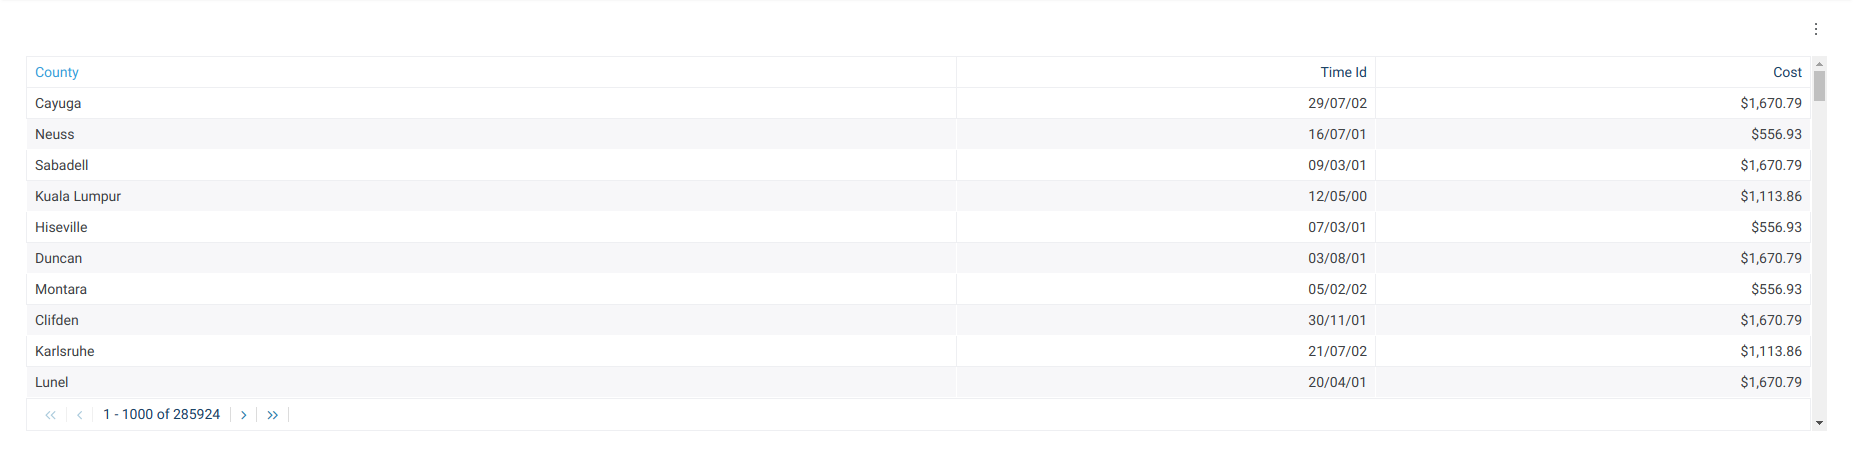 County Time Id Cost
Cayuga 29/07/02 $1,670.79
Neuss 16/07/01 $556.93
Sabadell 09/03/01 $1,670.79
Kuala Lumpur 12/05/00 $1,113.86
Hiseville 07/03/01 $556.93
Duncan 03/08/01 $1,670.79
Montara 05/02/02 $556.93
Clifden 30/11/01 $1,670.79
Karlsruhe 21/07/02 $1,113.86
Lunel 20/04/01 $1,670.79
1 - 1000 of 285924